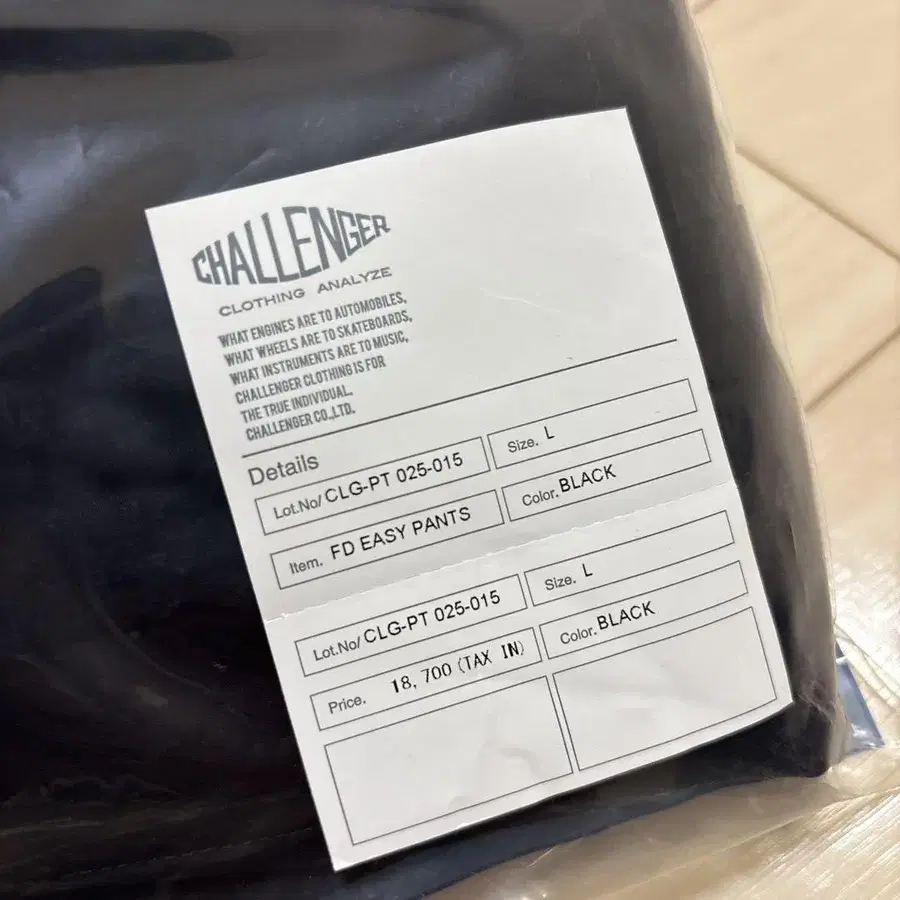 CHALLENGER
CLOTHING ANALYZE
WHAT ENGINES ARE TO AUTOMOBILES,
WHAT WHEELS ARE TO SKATEBOARDS,
WHAT INSTRUMENTS ARE TO MUSIC,
CHALLENGER CLOTHING IS FOR
THE TRUE INDIVIDUAL.
CHALLENGER CO.,LTD.
Details
Lot.No/ CLG-PT 025-015 Size. L
Item. FD EASY PANTS Color. BLACK
Lot.No/ CLG-PT 025-015 Size. L
Price. 18,700 (TAX IN) Color. BLACK